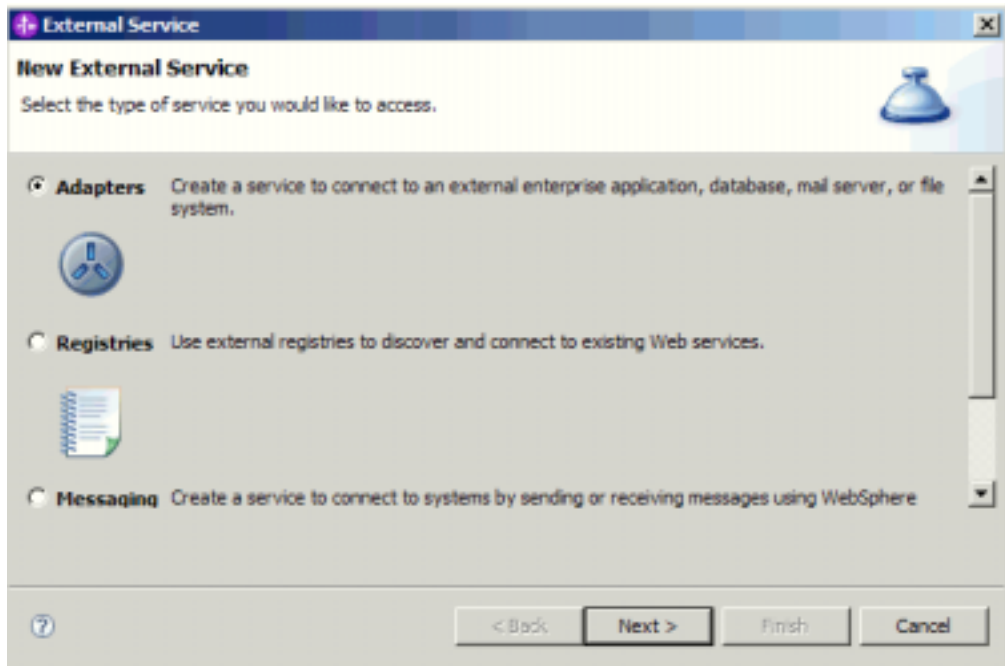 External Service
New External Service
Select the type of service you would like to access.
Adapters Create a service to connect to an external enterprise application, database, mail server, or file
system.
Registries Use external registries to discover and connect to existing Web services.
Messaging Create a service to connect to systems by sending or receiving messages using WebSphere
?
< Back Next > Finish Cancel